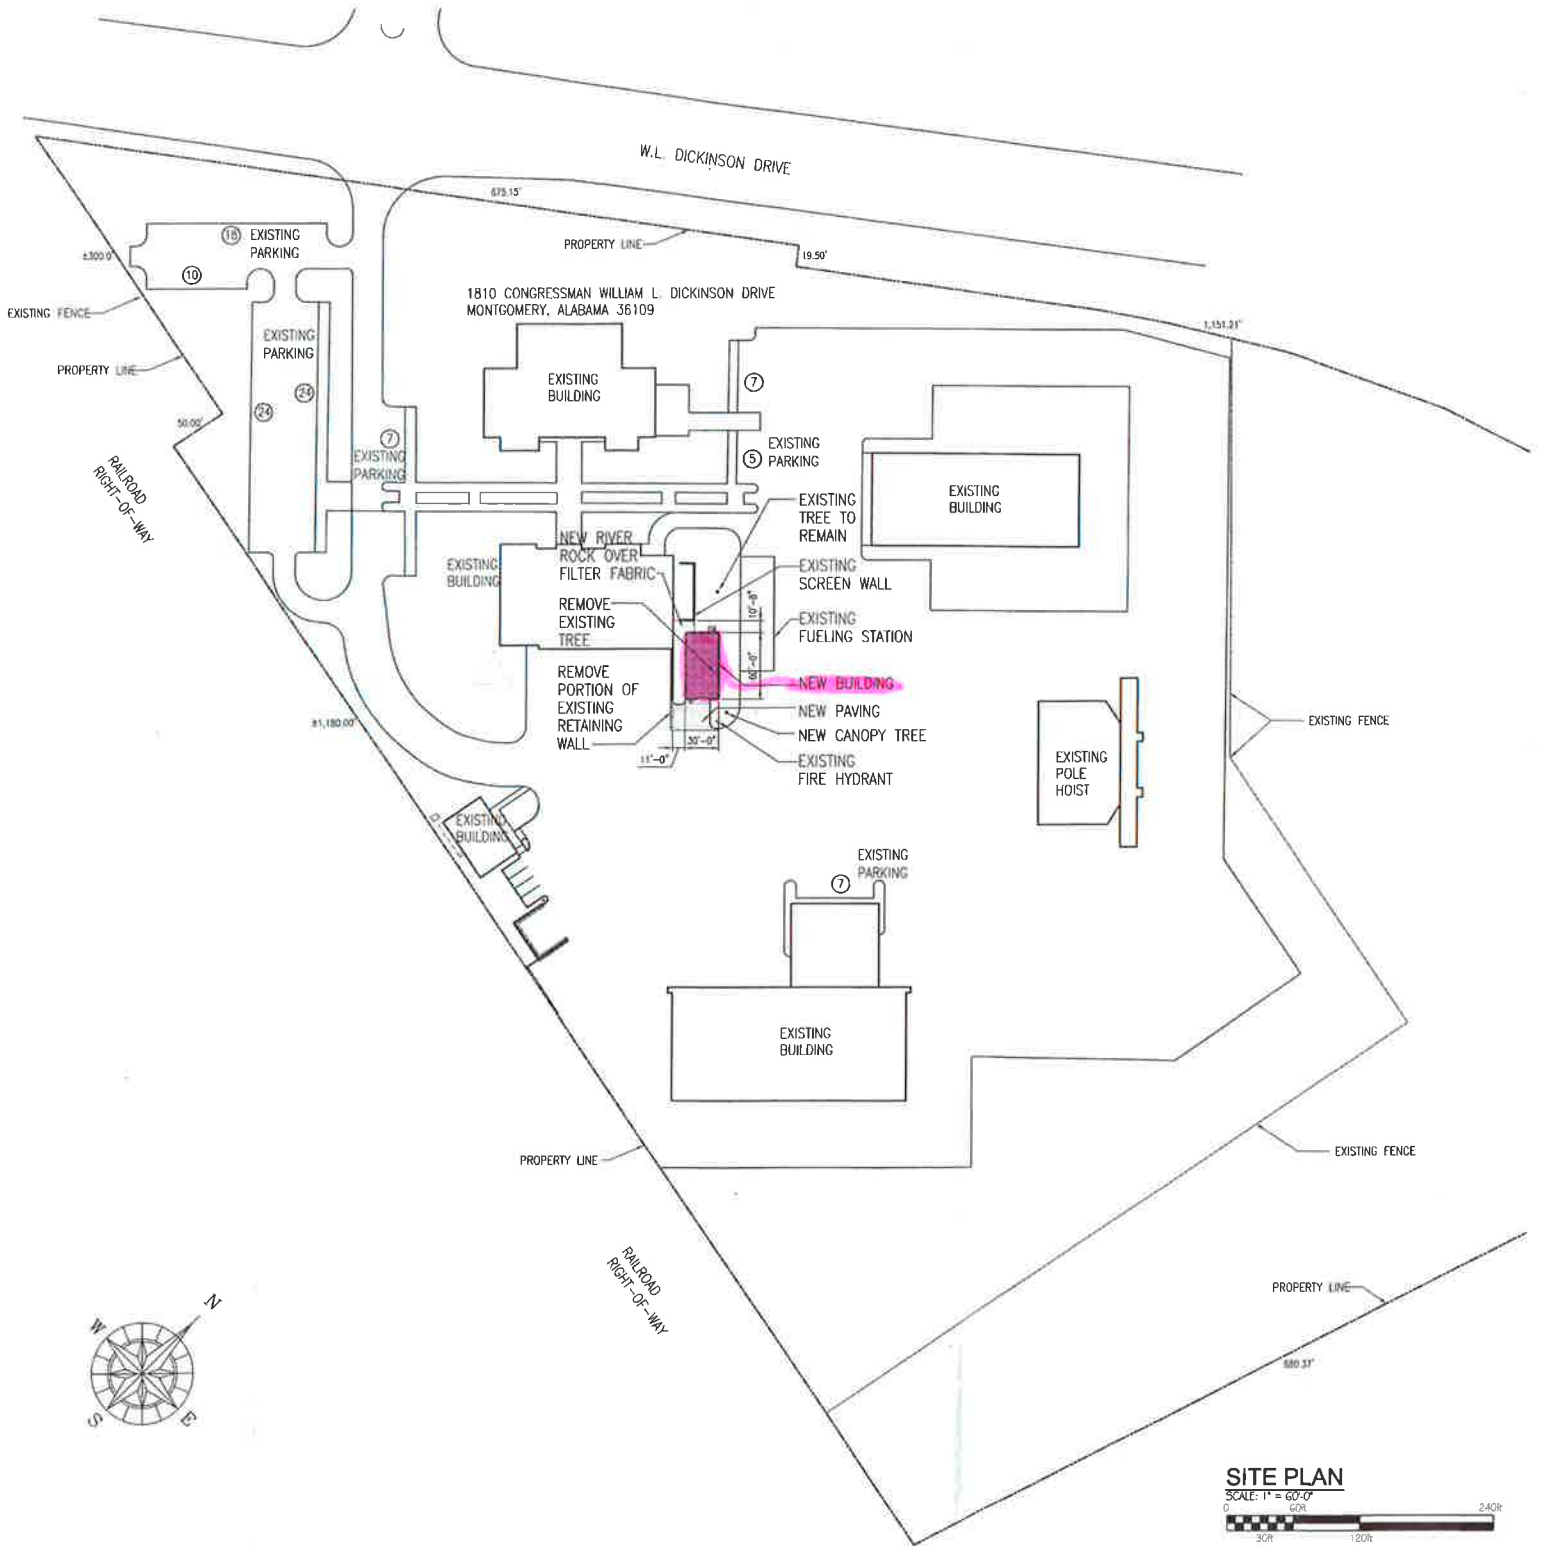 W.L. DICKINSON DRIVE
675.15'
PROPERTY LINE
19.50'
18
EXISTING
PARKING
±300.0'
10
EXISTING FENCE
1810 CONGRESSMAN WILLIAM L. DICKINSON DRIVE
MONTGOMERY, ALABAMA 36109
1,151.21'
EXISTING
PARKING
PROPERTY LINE
24
24
50.00'
EXISTING
BUILDING
7
7
EXISTING
PARKING
EXISTING
PARKING
5
RAILROAD
RIGHT-OF-WAY
EXISTING
BUILDING
EXISTING
TREE TO
REMAIN
NEW RIVER
ROCK OVER
FILTER FABRIC
EXISTING
BUILDING
EXISTING
SCREEN WALL
REMOVE
EXISTING
TREE
10'-8"
EXISTING
FUELING STATION
60'-0"
REMOVE
PORTION OF
EXISTING
RETAINING
WALL
NEW BUILDING
NEW PAVING
NEW CANOPY TREE
30'-0"
11'-0"
EXISTING
FIRE HYDRANT
±1,180.00'
EXISTING FENCE
EXISTING
POLE
HOIST
EXISTING
BUILDING
EXISTING
PARKING
7
EXISTING
BUILDING
PROPERTY LINE
EXISTING FENCE
RAILROAD
RIGHT-OF-WAY
PROPERTY LINE
680.37'
N
W
S
E
SITE PLAN
SCALE: 1" = 60'-0"
0 60ft 240ft
30ft 120ft